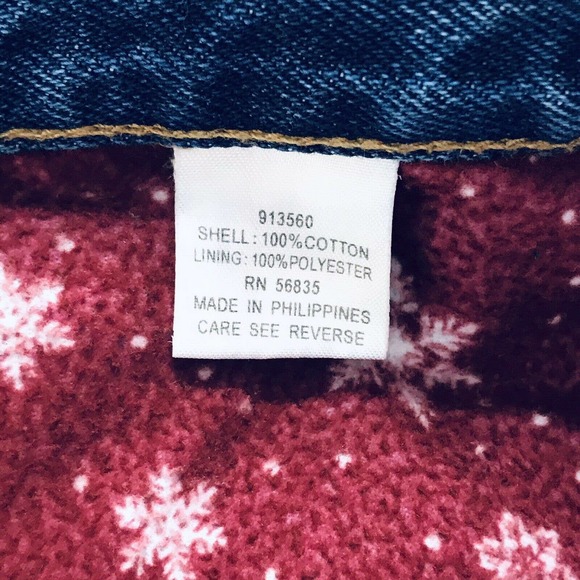 913560
SHELL: 100%COTTON
LINING: 100%POLYESTER
RN 56835
MADE IN PHILIPPINES
CARE SEE REVERSE